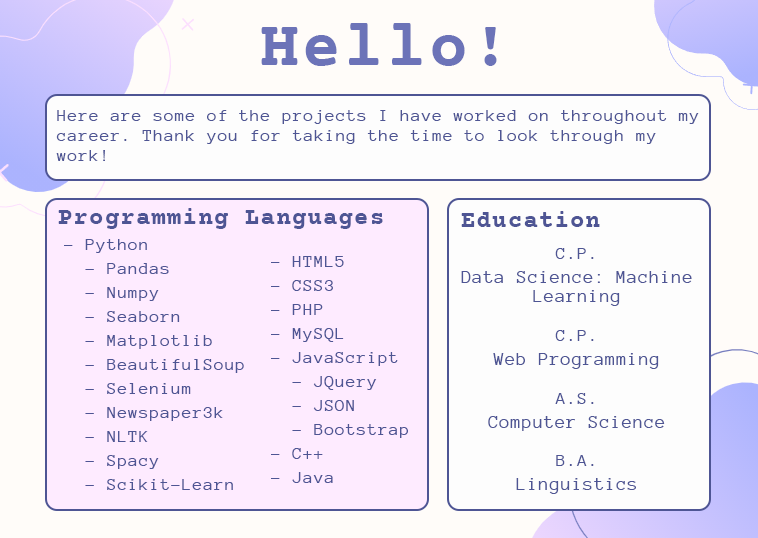 Hello!
Here are some of the projects I have worked on throughout my
career. Thank you for taking the time to look through my
work!
Programming Languages
- Python
- Pandas
- Numpy
- Seaborn
- Matplotlib
- BeautifulSoup
- Selenium
- Newspaper3k
- NLTK
- Spacy
- Scikit-Learn
- HTML5
- CSS3
- PHP
- MySQL
- JavaScript
- JQuery
- JSON
- Bootstrap
- C++
- Java
Education
C.P.
Data Science: Machine
Learning
C.P.
Web Programming
A.S.
Computer Science
B.A.
Linguistics